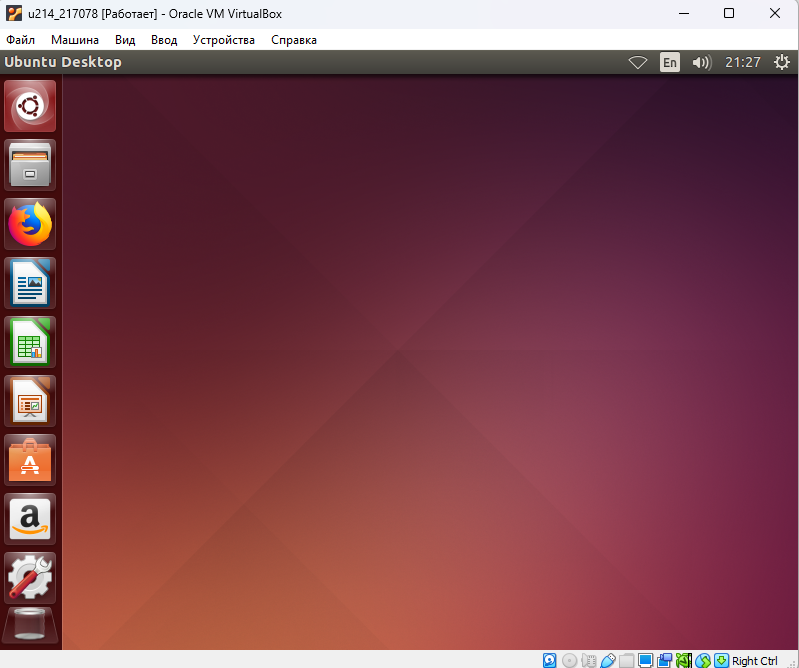 u214_217078 [Работает] - Oracle VM VirtualBox
Файл Машина Вид Ввод Устройства Справка
Ubuntu Desktop En 21:27
A
a
Right Ctrl